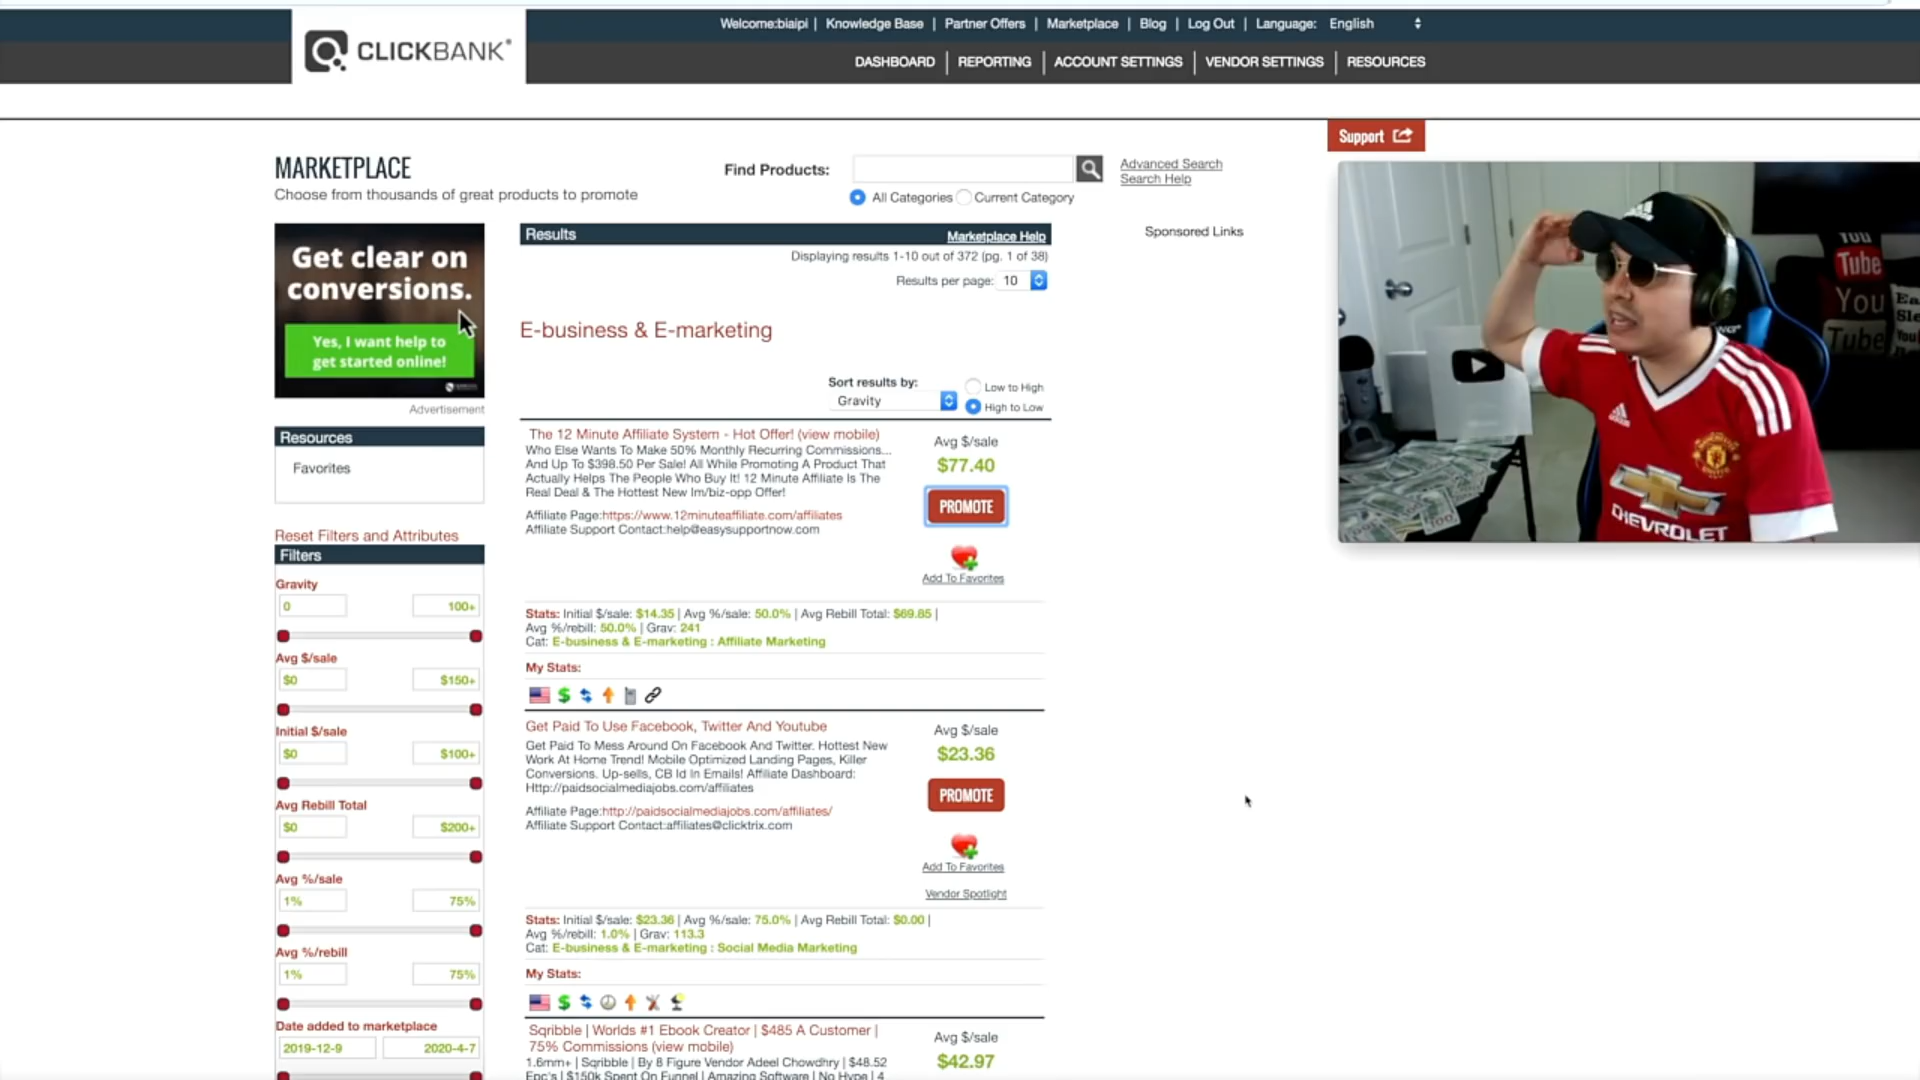 Welcome:biaipi | Knowledge Base | Partner Offers | Marketplace | Blog | Log Out | Language: English
CLICKBANK
DASHBOARD | REPORTING | ACCOUNT SETTINGS | VENDOR SETTINGS | RESOURCES
Support
MARKETPLACE
Choose from thousands of great products to promote
Find Products:
Advanced Search
Search Help
All Categories Current Category
Get clear on
conversions.
Yes, I want help to
get started online!
Advertisement
Results
Marketplace Help
Displaying results 1-10 out of 372 (pg. 1 of 38)
Results per page: 10
Sponsored Links
E-business & E-marketing
Sort results by:
Gravity
Low to High
High to Low
Resources
Favorites
Reset Filters and Attributes
Filters
Gravity
0 100+
Avg $/sale
$0 $150+
Initial $/sale
$0 $100+
Avg Rebill Total
$0 $200+
Avg %/sale
1% 75%
Avg %/rebill
1% 75%
Date added to marketplace
2019-12-9 2020-4-7
The 12 Minute Affiliate System - Hot Offer! (view mobile)
Who Else Wants To Make 50% Monthly Recurring Commissions...
And Up To $398.50 Per Sale! All While Promoting A Product That
Actually Helps The People Who Buy It! 12 Minute Affiliate Is The
Real Deal & The Hottest New Im/biz-opp Offer!
Affiliate Page:https://www.12minuteaffiliate.com/affiliates
Affiliate Support Contact:help@easysupportnow.com
Avg $/sale
$77.40
PROMOTE
Add To Favorites
Stats: Initial $/sale: $14.35 | Avg %/sale: 50.0% | Avg Rebill Total: $69.85 |
Avg %/rebill: 50.0% | Grav: 241
Cat: E-business & E-marketing : Affiliate Marketing
My Stats:
Get Paid To Use Facebook, Twitter And Youtube
Get Paid To Mess Around On Facebook And Twitter. Hottest New
Work At Home Trend! Mobile Optimized Landing Pages, Killer
Conversions. Up-sells, CB Id In Emails! Affiliate Dashboard:
Http://paidsocialmediajobs.com/affiliates
Affiliate Page:http://paidsocialmediajobs.com/affiliates/
Affiliate Support Contact:affiliates@clicktrix.com
Avg $/sale
$23.36
PROMOTE
Add To Favorites
Vendor Spotlight
Stats: Initial $/sale: $23.36 | Avg %/sale: 75.0% | Avg Rebill Total: $0.00 |
Avg %/rebill: 1.0% | Grav: 113.3
Cat: E-business & E-marketing : Social Media Marketing
My Stats:
Sqribble | Worlds #1 Ebook Creator | $485 A Customer |
75% Commissions (view mobile)
1.6mm+ | Sqribble | By 8 Figure Vendor Adeel Chowdhry | $48.52
Epc's | $150k Spent On Funnel | Amazing Software | No Hype | 4
Avg $/sale
$42.97
adidas
CHEVROLET
You
Tube
You
Tube